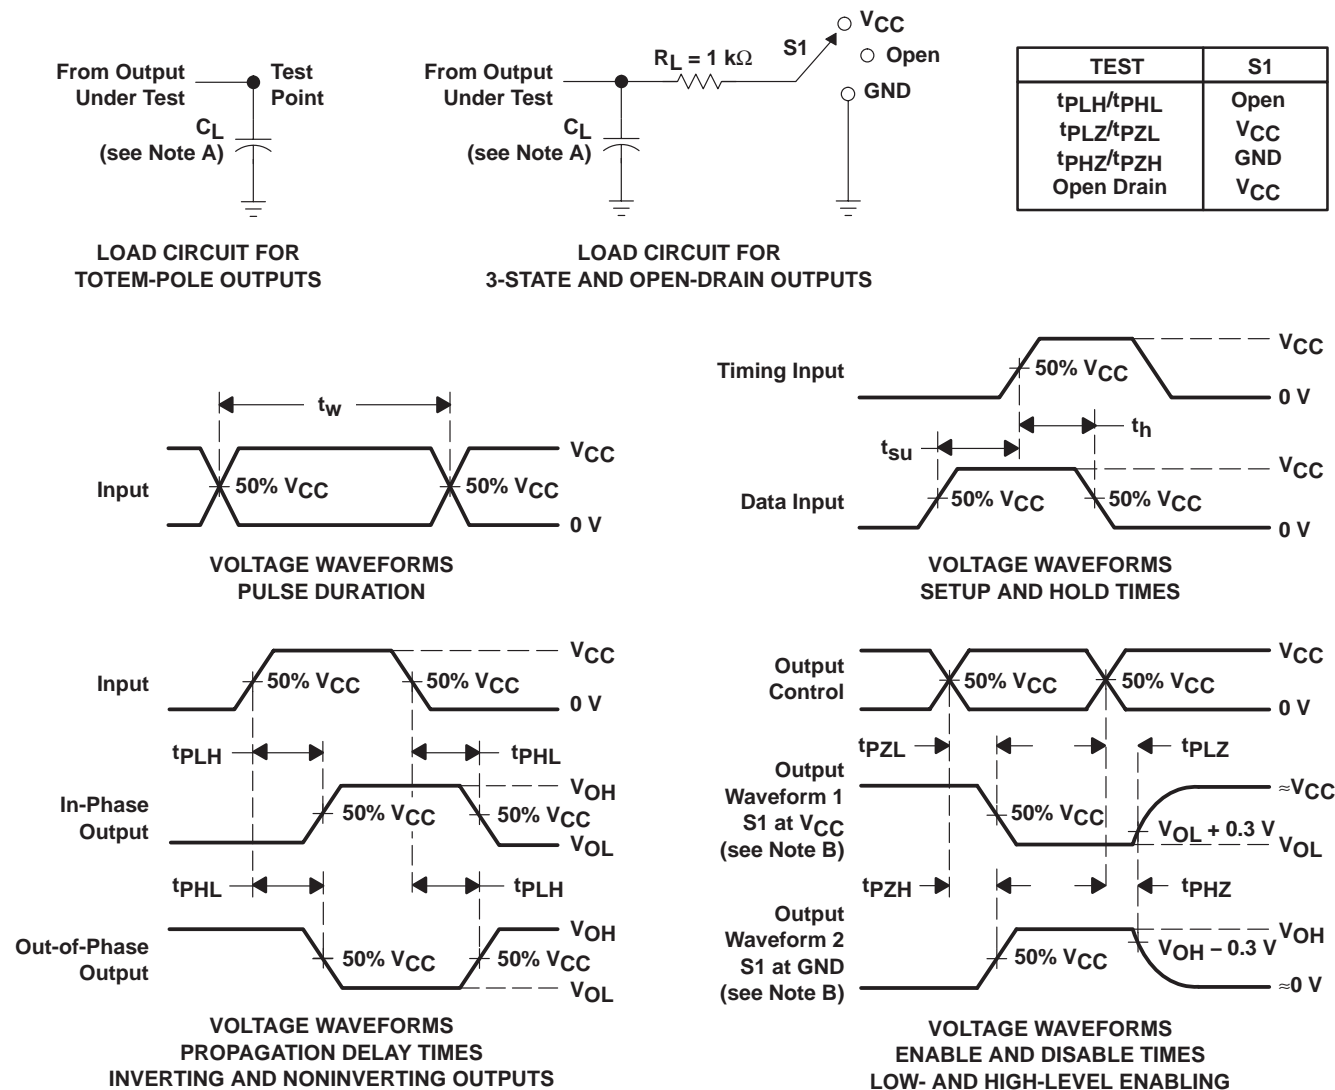 From Output
Under Test
Test
Point
CL
(see Note A)
LOAD CIRCUIT FOR
TOTEM-POLE OUTPUTS
From Output
Under Test
RL = 1 kΩ
S1
VCC
Open
GND
CL
(see Note A)
LOAD CIRCUIT FOR
3-STATE AND OPEN-DRAIN OUTPUTS
TEST S1
tPLH/tPHL Open
tPLZ/tPZL VCC
tPHZ/tPZH GND
Open Drain VCC
tw
Input
50% VCC
50% VCC
VCC
0 V
VOLTAGE WAVEFORMS
PULSE DURATION
Timing Input
50% VCC
VCC
0 V
tsu
th
Data Input
50% VCC
50% VCC
VCC
0 V
VOLTAGE WAVEFORMS
SETUP AND HOLD TIMES
Input
50% VCC
50% VCC
VCC
0 V
tPLH
tPHL
In-Phase
Output
50% VCC
50% VCC
VOH
VOL
tPHL
tPLH
Out-of-Phase
Output
50% VCC
50% VCC
VOH
VOL
VOLTAGE WAVEFORMS
PROPAGATION DELAY TIMES
INVERTING AND NONINVERTING OUTPUTS
Output
Control
50% VCC
50% VCC
VCC
0 V
tPZL
tPLZ
Output
Waveform 1
S1 at VCC
(see Note B)
50% VCC
≈VCC
VOL + 0.3 V
VOL
tPZH
tPHZ
Output
Waveform 2
S1 at GND
(see Note B)
50% VCC
VOH
VOH – 0.3 V
≈0 V
VOLTAGE WAVEFORMS
ENABLE AND DISABLE TIMES
LOW- AND HIGH-LEVEL ENABLING